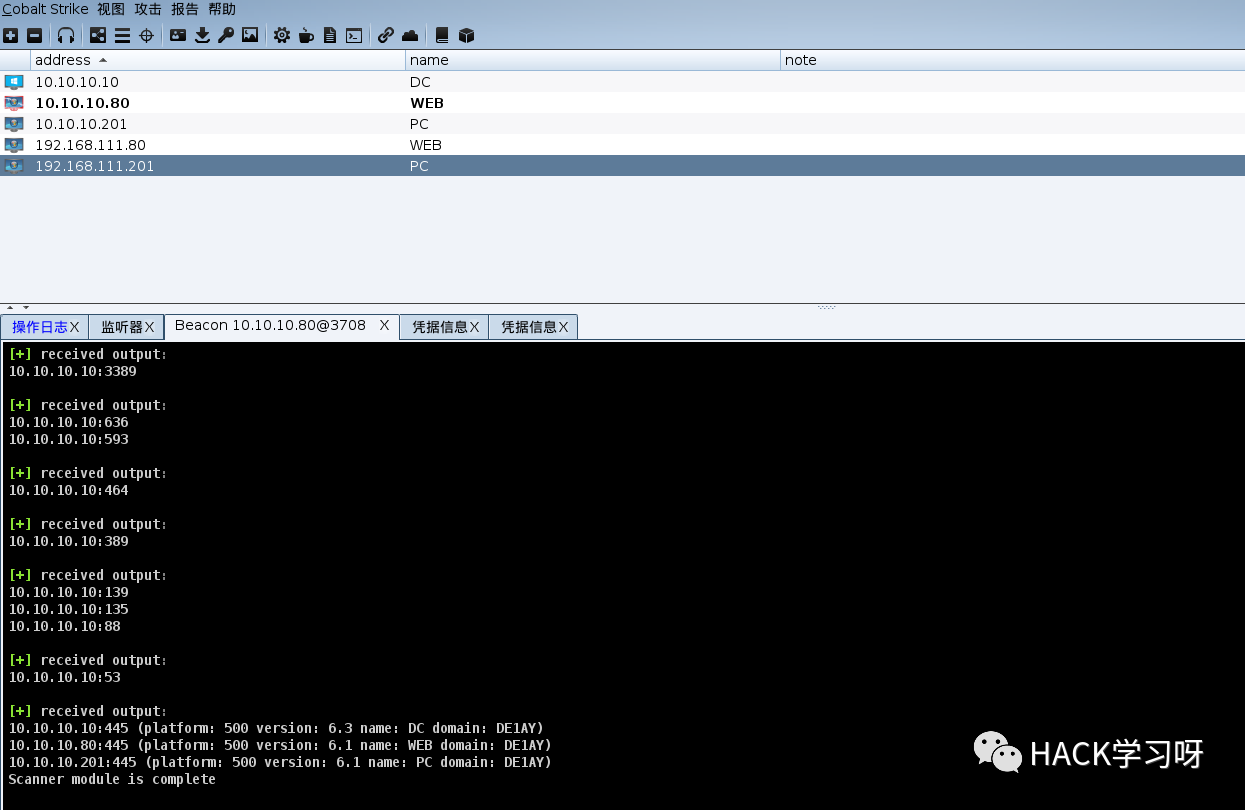 Cobalt Strike 视图 攻击 报告 帮助
address name note
10.10.10.10 DC
10.10.10.80 WEB
10.10.10.201 PC
192.168.111.80 WEB
192.168.111.201 PC
操作日志X 监听器X Beacon 10.10.10.80@3708 X 凭据信息X 凭据信息X
[+] received output:
10.10.10.10:3389
[+] received output:
10.10.10.10:636
10.10.10.10:593
[+] received output:
10.10.10.10:464
[+] received output:
10.10.10.10:389
[+] received output:
10.10.10.10:139
10.10.10.10:135
10.10.10.10:88
[+] received output:
10.10.10.10:53
[+] received output:
10.10.10.10:445 (platform: 500 version: 6.3 name: DC domain: DE1AY)
10.10.10.80:445 (platform: 500 version: 6.1 name: WEB domain: DE1AY)
10.10.10.201:445 (platform: 500 version: 6.1 name: PC domain: DE1AY)
Scanner module is complete
HACK学习呀